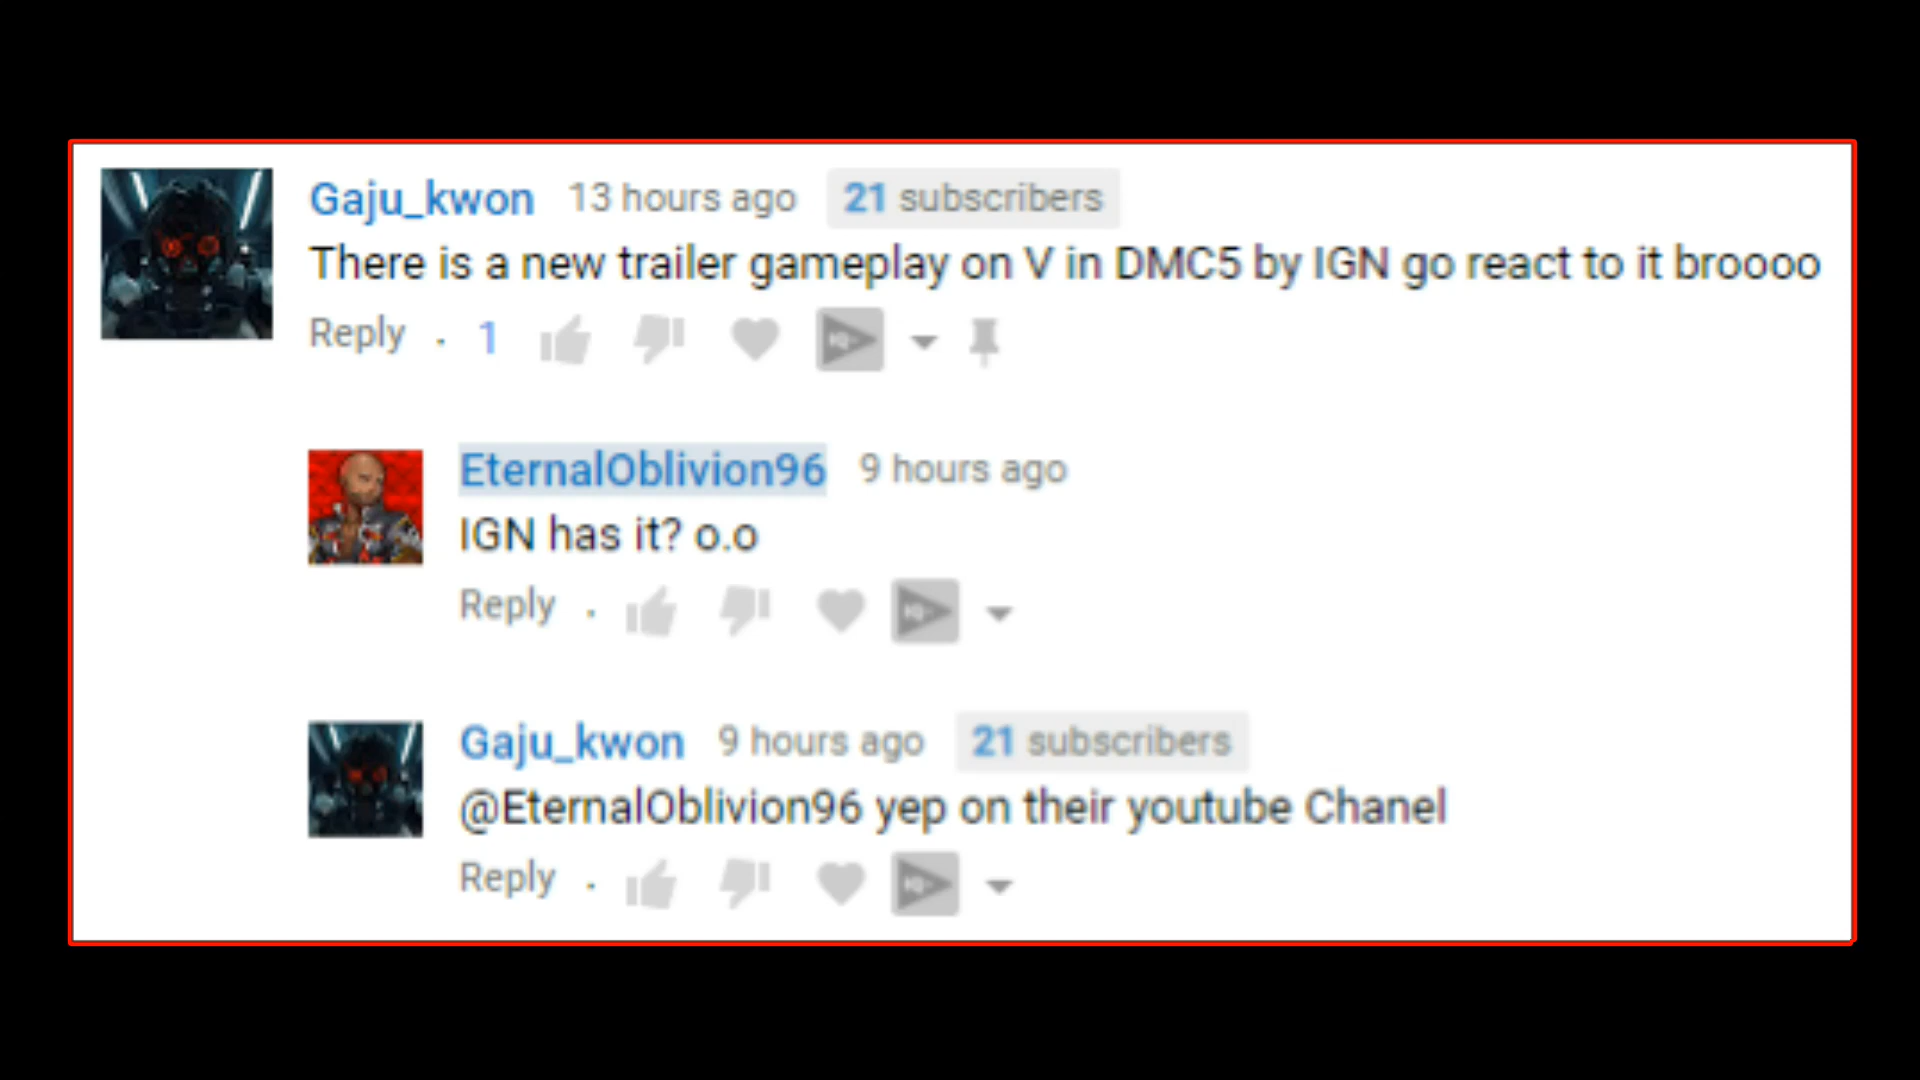 Gaju_kwon 13 hours ago 21 subscribers
There is a new trailer gameplay on V in DMC5 by IGN go react to it broooo
Reply . 1
EternalOblivion96 9 hours ago
IGN has it? o.o
Reply .
Gaju_kwon 9 hours ago 21 subscribers
@EternalOblivion96 yep on their youtube Chanel
Reply .